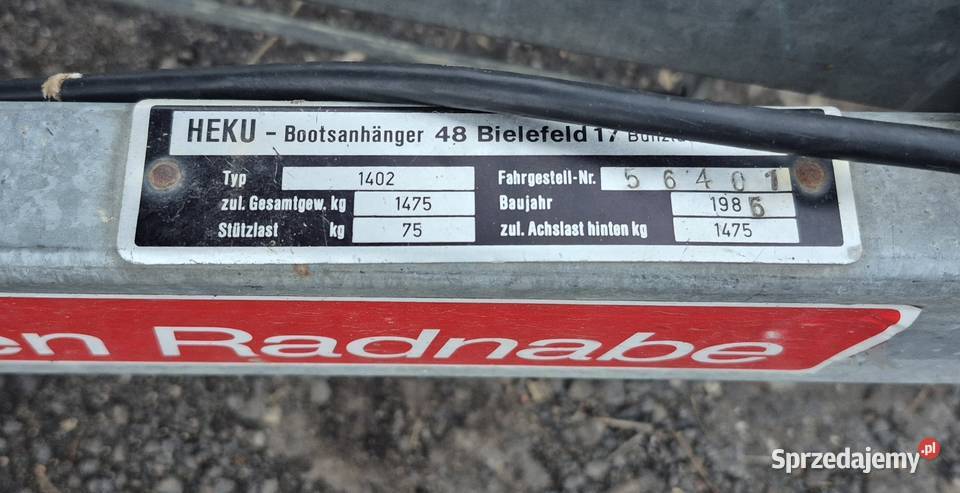 HEKU - Bootsanhänger 48 Bielefeld 17
Typ 1402 Fahrgestell-Nr. 56401
zul. Gesamtgew. kg 1475 Baujahr 1986
Stützlast kg 75 zul. Achslast hinten kg 1475
en Radnabe
Sprzedajemy.pl